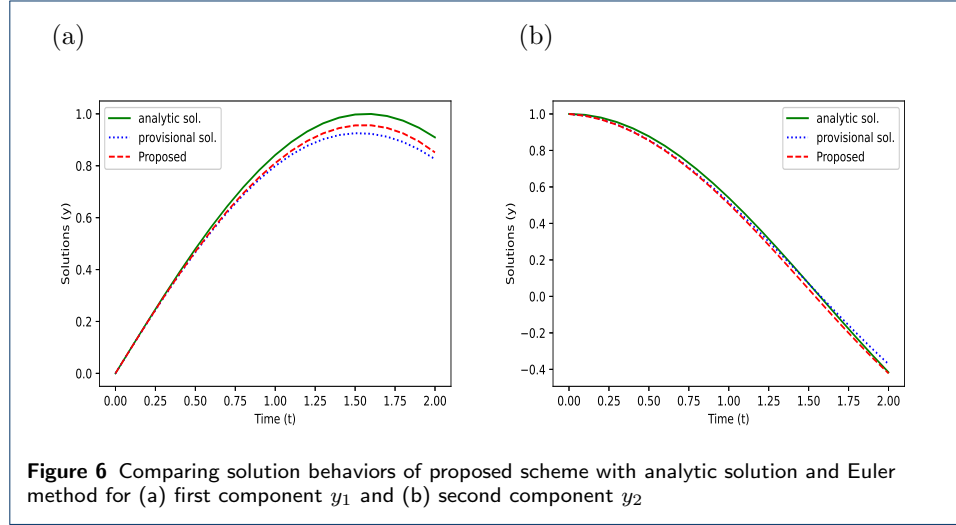 (a)
(b)
analytic sol.
provisional sol.
Proposed
Solutions (y)
1.0
0.8
0.6
0.4
0.2
0.0
0.00 0.25 0.50 0.75 1.00 1.25 1.50 1.75 2.00
Time (t)
analytic sol.
provisional sol.
Proposed
Solutions (y)
1.0
0.8
0.6
0.4
0.2
0.0
−0.2
−0.4
0.00 0.25 0.50 0.75 1.00 1.25 1.50 1.75 2.00
Time (t)
Figure 6 Comparing solution behaviors of proposed scheme with analytic solution and Euler
method for (a) first component y₁ and (b) second component y₂